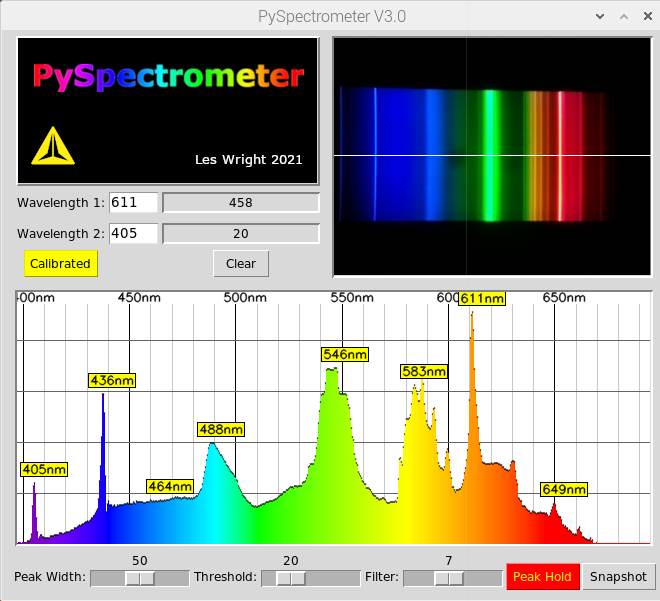 PySpectrometer V3.0
PySpectrometer
Les Wright 2021
Wavelength 1: 611 458
Wavelength 2: 405 20
Calibrated Clear
400nm 450nm 500nm 550nm 600 611nm 650nm
546nm
583nm
436nm
488nm
405nm
464nm
649nm
50 20 7
Peak Width: Threshold: Filter: Peak Hold Snapshot